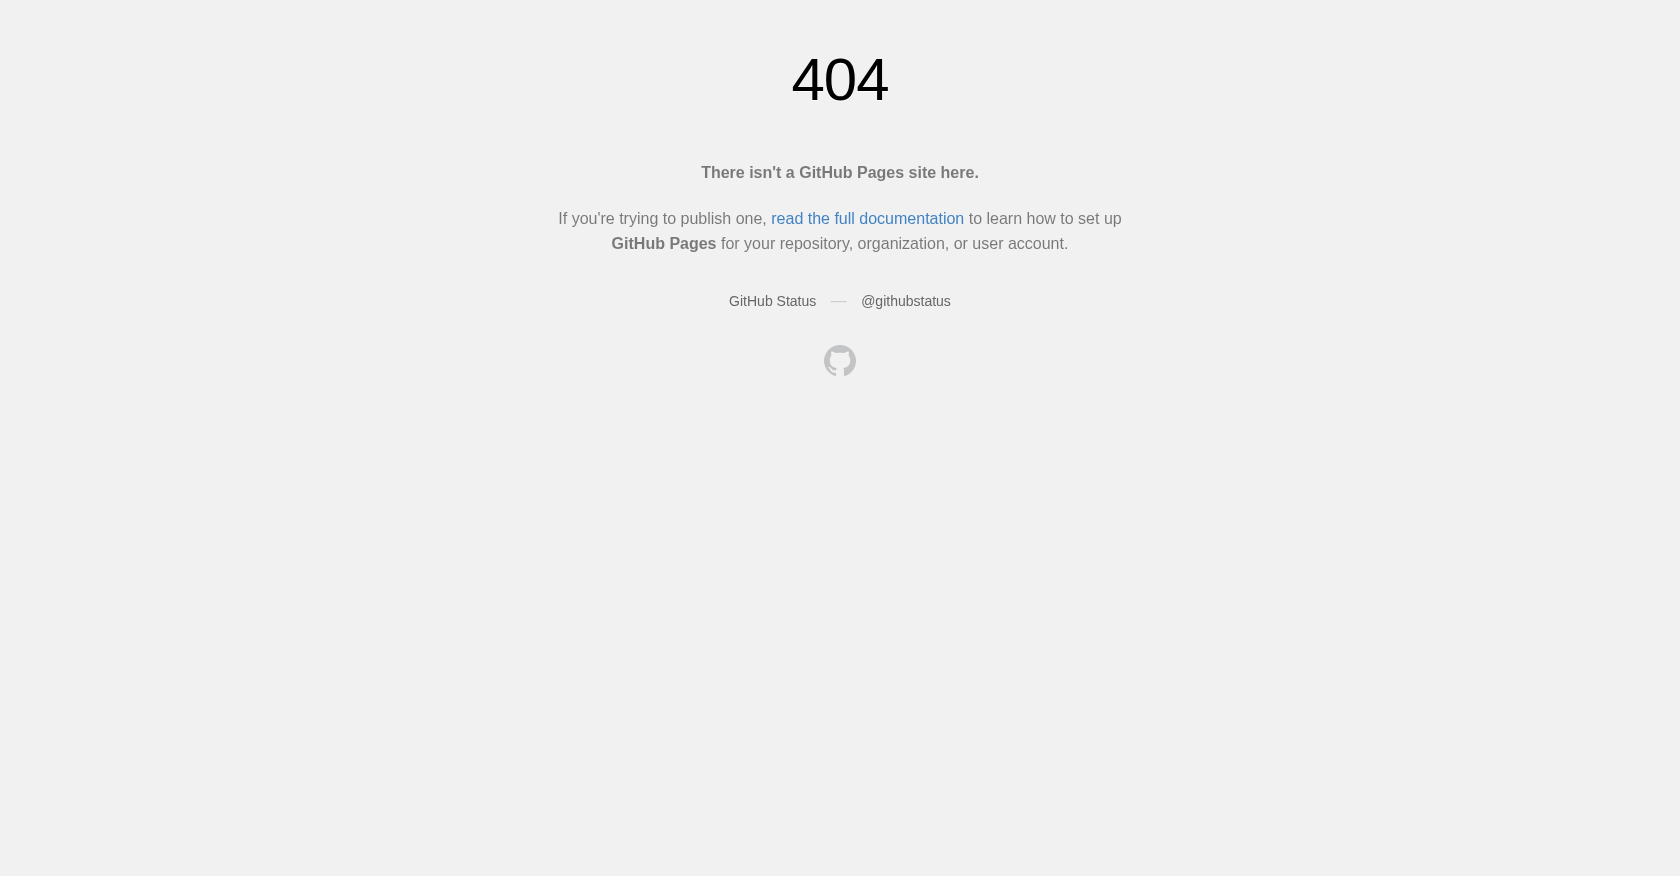 404
There isn't a GitHub Pages site here.
If you're trying to publish one, read the full documentation to learn how to set up
GitHub Pages for your repository, organization, or user account.
GitHub Status — @githubstatus